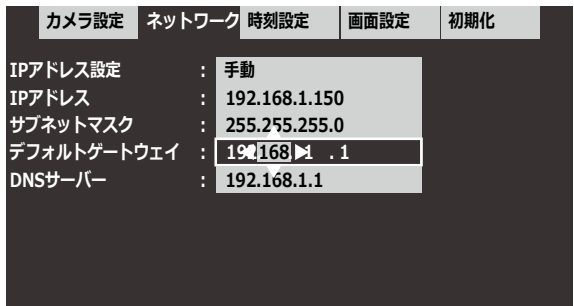 カメラ設定 ネットワーク 時刻設定 画面設定 初期化
IPアドレス設定 : 手動
IPアドレス : 192.168.1.150
サブネットマスク : 255.255.255.0
デフォルトゲートウェイ : 192.168.1 .1
DNSサーバー : 192.168.1.1